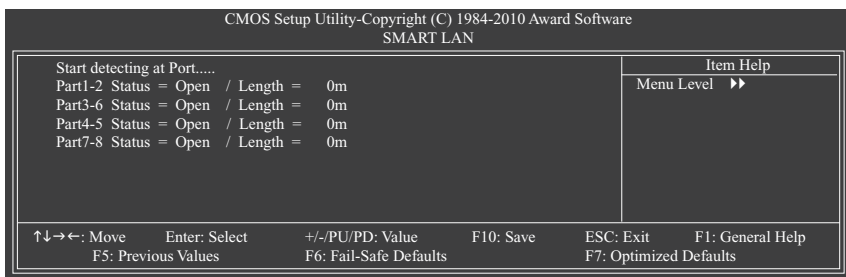 CMOS Setup Utility-Copyright (C) 1984-2010 Award Software
SMART LAN
Start detecting at Port.....
Part1-2 Status = Open / Length = 0m
Part3-6 Status = Open / Length = 0m
Part4-5 Status = Open / Length = 0m
Part7-8 Status = Open / Length = 0m
Item Help
Menu Level ▶▶
↑↓→←: Move Enter: Select +/-/PU/PD: Value F10: Save ESC: Exit F1: General Help
F5: Previous Values F6: Fail-Safe Defaults F7: Optimized Defaults